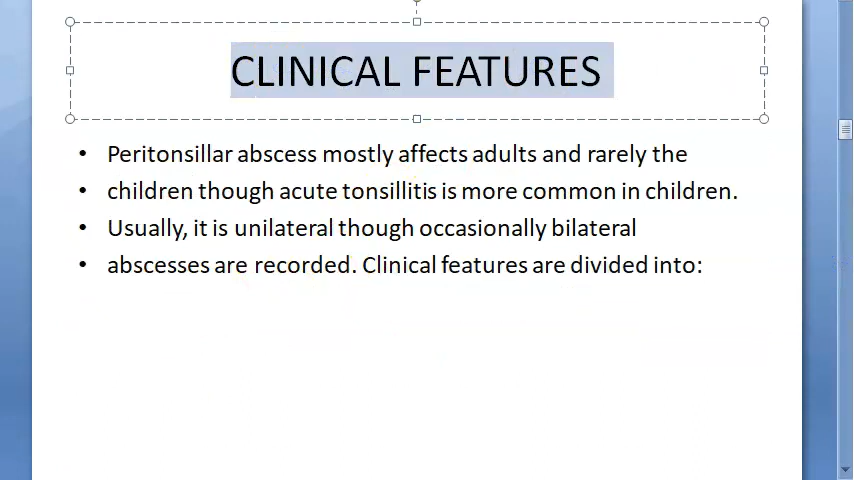 CLINICAL FEATURES
• Peritonsillar abscess mostly affects adults and rarely the
• children though acute tonsillitis is more common in children.
• Usually, it is unilateral though occasionally bilateral
• abscesses are recorded. Clinical features are divided into: